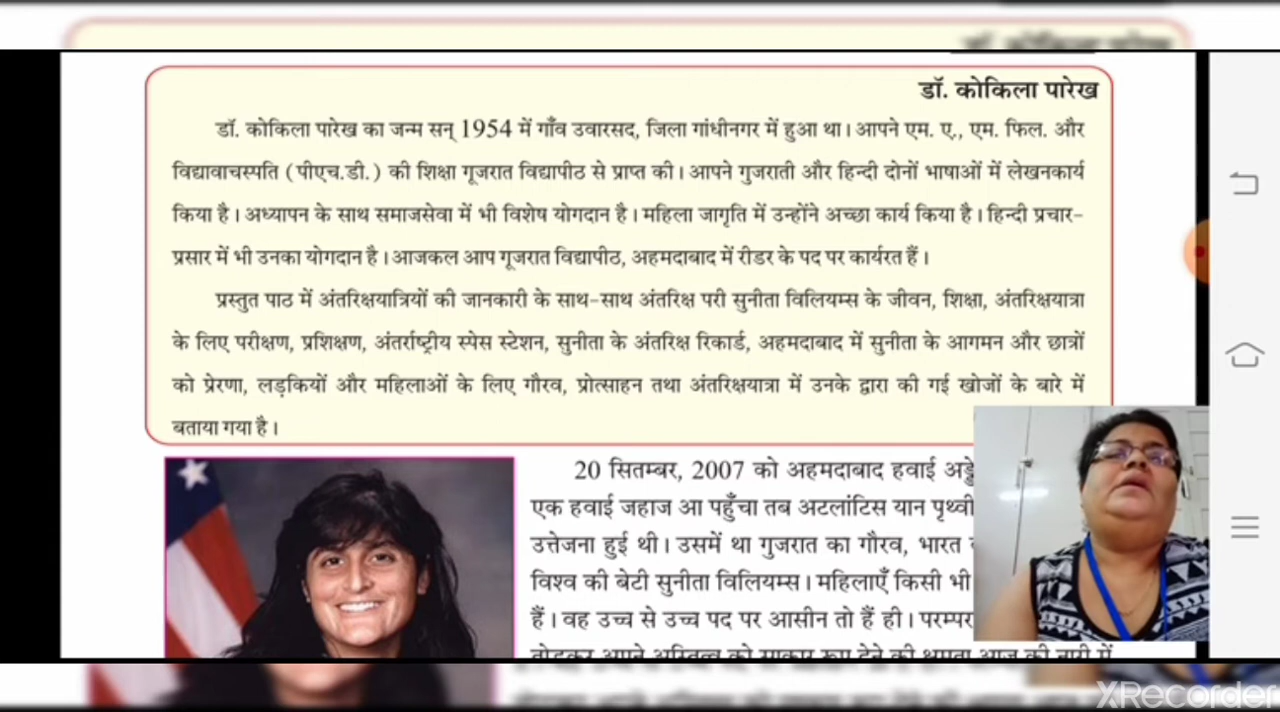 डॉ. कोकिला पारेख
डॉ. कोकिला पारेख का जन्म सन् 1954 में गाँव उवारसद, जिला गांधीनगर में हुआ था। आपने एम. ए., एम. फिल. और
विद्यावाचस्पति (पीएच.डी.) की शिक्षा गूजरात विद्यापीठ से प्राप्त की। आपने गुजराती और हिन्दी दोनों भाषाओं में लेखनकार्य
किया है। अध्यापन के साथ समाजसेवा में भी विशेष योगदान है। महिला जागृति में उन्होंने अच्छा कार्य किया है। हिन्दी प्रचार-
प्रसार में भी उनका योगदान है। आजकल आप गूजरात विद्यापीठ, अहमदाबाद में रीडर के पद पर कार्यरत हैं।
प्रस्तुत पाठ में अंतरिक्षयात्रियों की जानकारी के साथ-साथ अंतरिक्ष परी सुनीता विलियम्स के जीवन, शिक्षा, अंतरिक्षयात्रा
के लिए परीक्षण, प्रशिक्षण, अंतर्राष्ट्रीय स्पेस स्टेशन, सुनीता के अंतरिक्ष रिकार्ड, अहमदाबाद में सुनीता के आगमन और छात्रों
को प्रेरणा, लड़कियों और महिलाओं के लिए गौरव, प्रोत्साहन तथा अंतरिक्षयात्रा में उनके द्वारा की गई खोजों के बारे में
बताया गया है।
20 सितम्बर, 2007 को अहमदाबाद हवाई
एक हवाई जहाज आ पहुँचा तब अटलांटिस यान पृथ्वी
उत्तेजना हुई थी। उसमें था गुजरात का गौरव, भारत
विश्व की बेटी सुनीता विलियम्स। महिलाएँ किसी भी
हैं। वह उच्च से उच्च पद पर आसीन तो हैं ही।
XRecorder